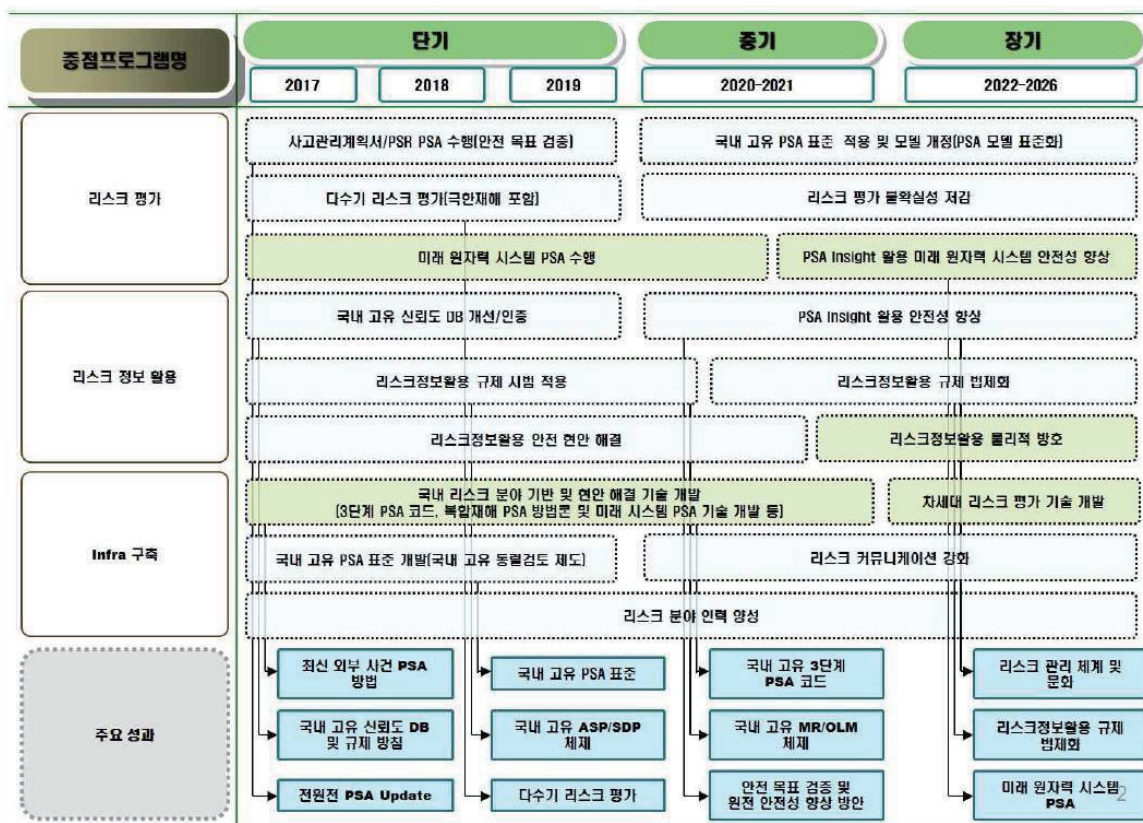 중점프로그램명
단기
중기
장기
2017
2018
2019
2020-2021
2022-2026
리스크 평가
사고관리계획서/PSR PSA 수행(안전 목표 검증)
국내 고유 PSA 표준 적용 및 모델 개정(PSA 모델 표준화)
다수기 리스크 평가(극한재해 포함)
리스크 평가 불확실성 저감
미래 원자력 시스템 PSA 수행
PSA Insight 활용 미래 원자력 시스템 안전성 향상
리스크 정보 활용
국내 고유 신뢰도 DB 개선/인증
PSA Insight 활용 안전성 향상
리스크정보활용 규제 시범 적용
리스크정보활용 규제 법제화
리스크정보활용 안전 현안 해결
리스크정보활용 물리적 방호
Infra 구축
국내 리스크 분야 기반 및 현안 해결 기술 개발
(3단계 PSA 코드, 복합재해 PSA 방법론 및 미래 시스템 PSA 기술 개발 등)
차세대 리스크 평가 기술 개발
국내 고유 PSA 표준 개발(국내 고유 동렬검토 제도)
리스크 커뮤니케이션 강화
리스크 분야 인력 양성
주요 성과
최신 외부 사건 PSA
방법
국내 고유 PSA 표준
국내 고유 3단계
PSA 코드
리스크 관리 체계 및
문화
국내 고유 신뢰도 DB
및 규제 방침
국내 고유 ASP/SDP
체제
국내 고유 MR/OLM
체제
리스크정보활용 규제
법제화
전원전 PSA Update
다수기 리스크 평가
안전 목표 검증 및
원전 안전성 향상 방안
미래 원자력 시스템
PSA
2